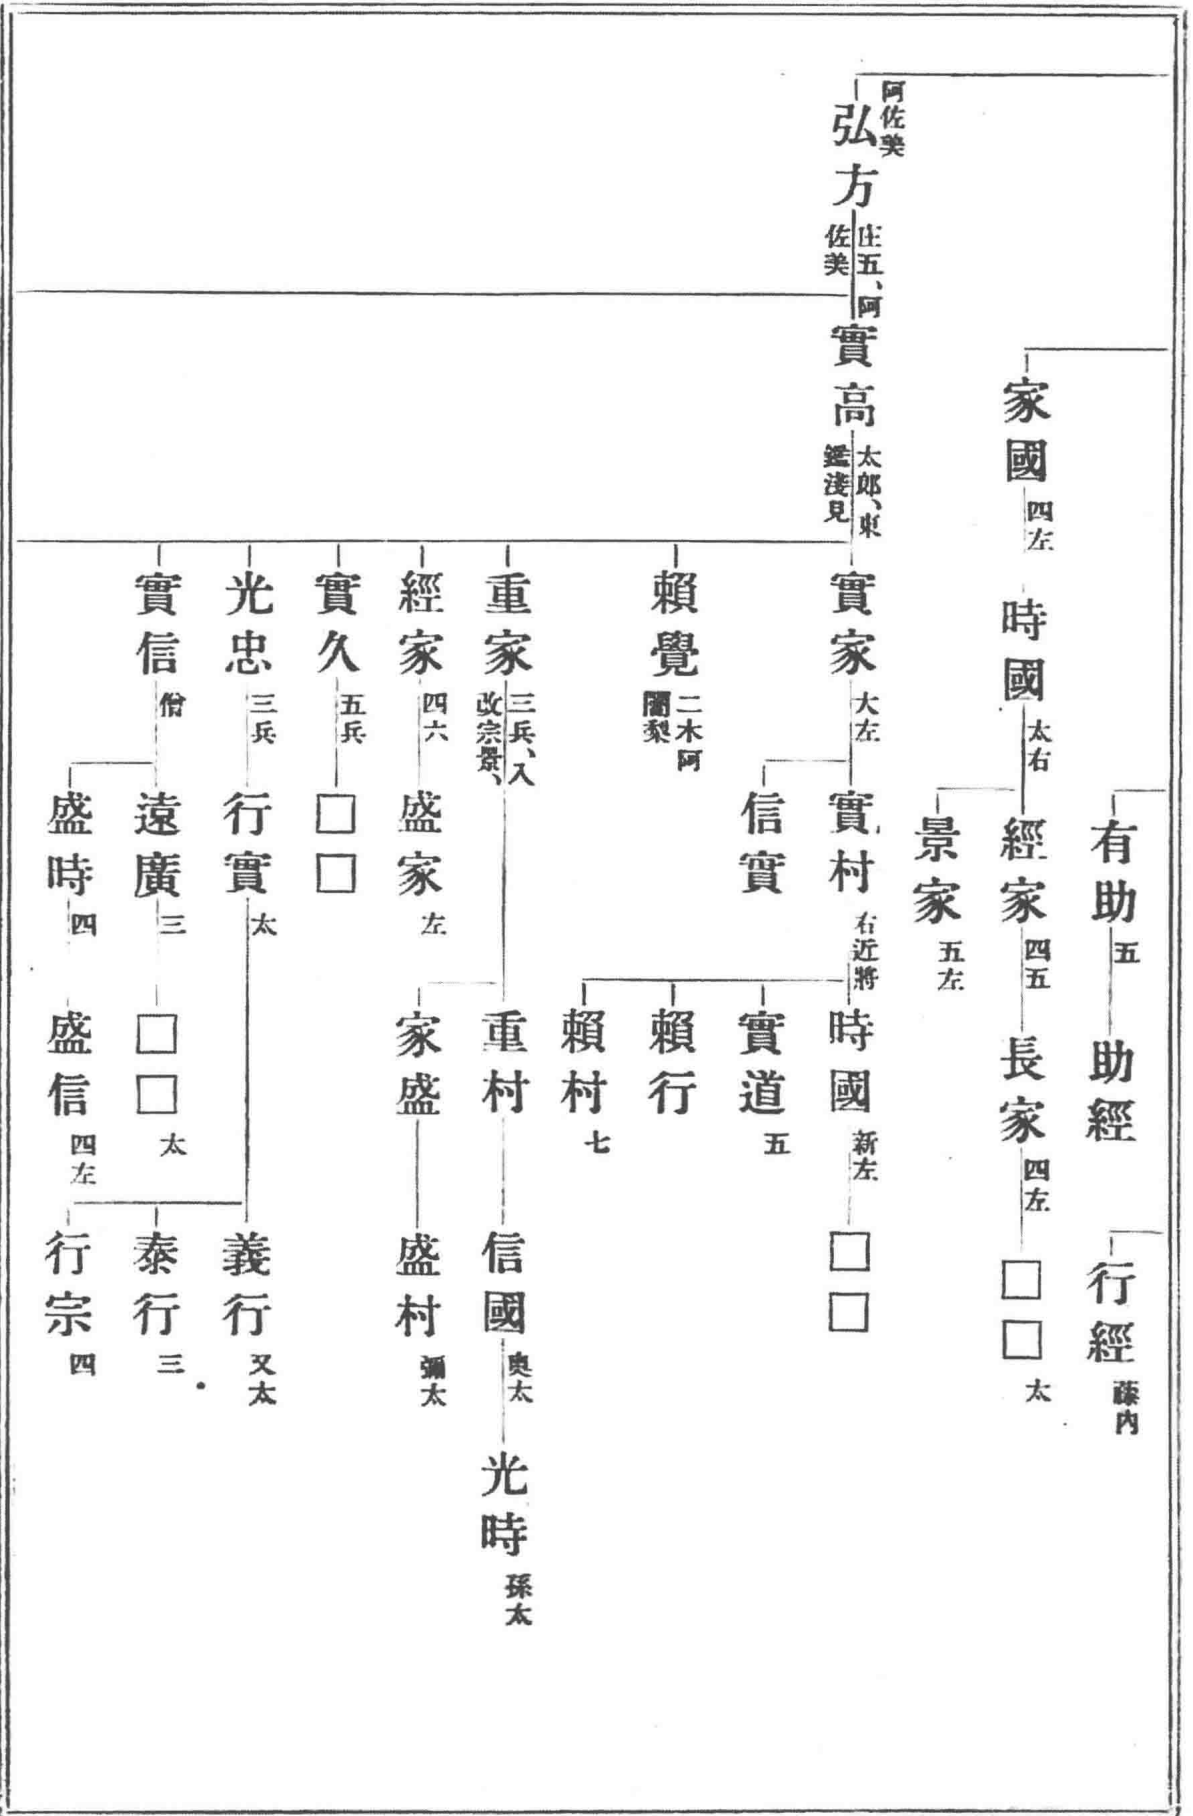 有助 五
助經
行經 藤内
家國 四左
時國 太右
經家 四五
長家 四左
□□ 太
景家 五左
阿佐美
弘方 庄五、阿佐美
實高 太郎、東鑑淺見
實家 大左
實村 右近將
時國 新左
□□
實道 五
賴行
賴村 七
信實
賴覺 二木阿闍梨
重家 三兵、入改宗景、
重村
信國 奥太
光時 孫太
家盛
盛村 彌太
經家 四六
盛家 左
實久 五兵
□□
光忠 三兵
行實 太
義行 又太
泰行 三
行宗 四
實信 僧
遠廣 三
□□ 太
盛時 四
盛信 四左